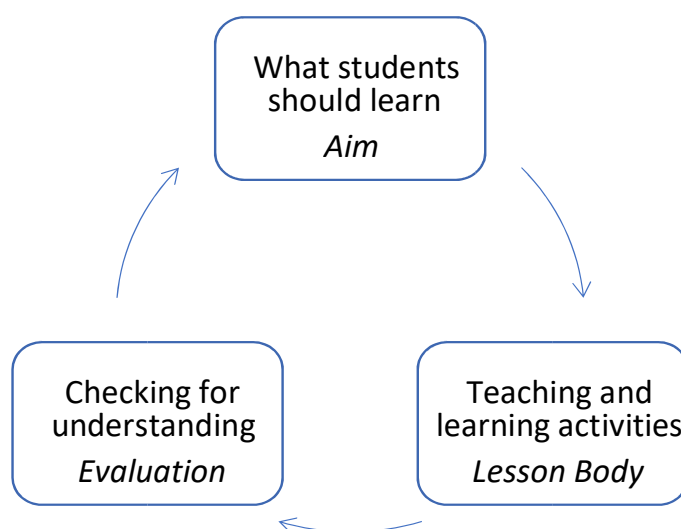 What students
should learn
Aim
Teaching and
learning activities
Lesson Body
Checking for
understanding
Evaluation